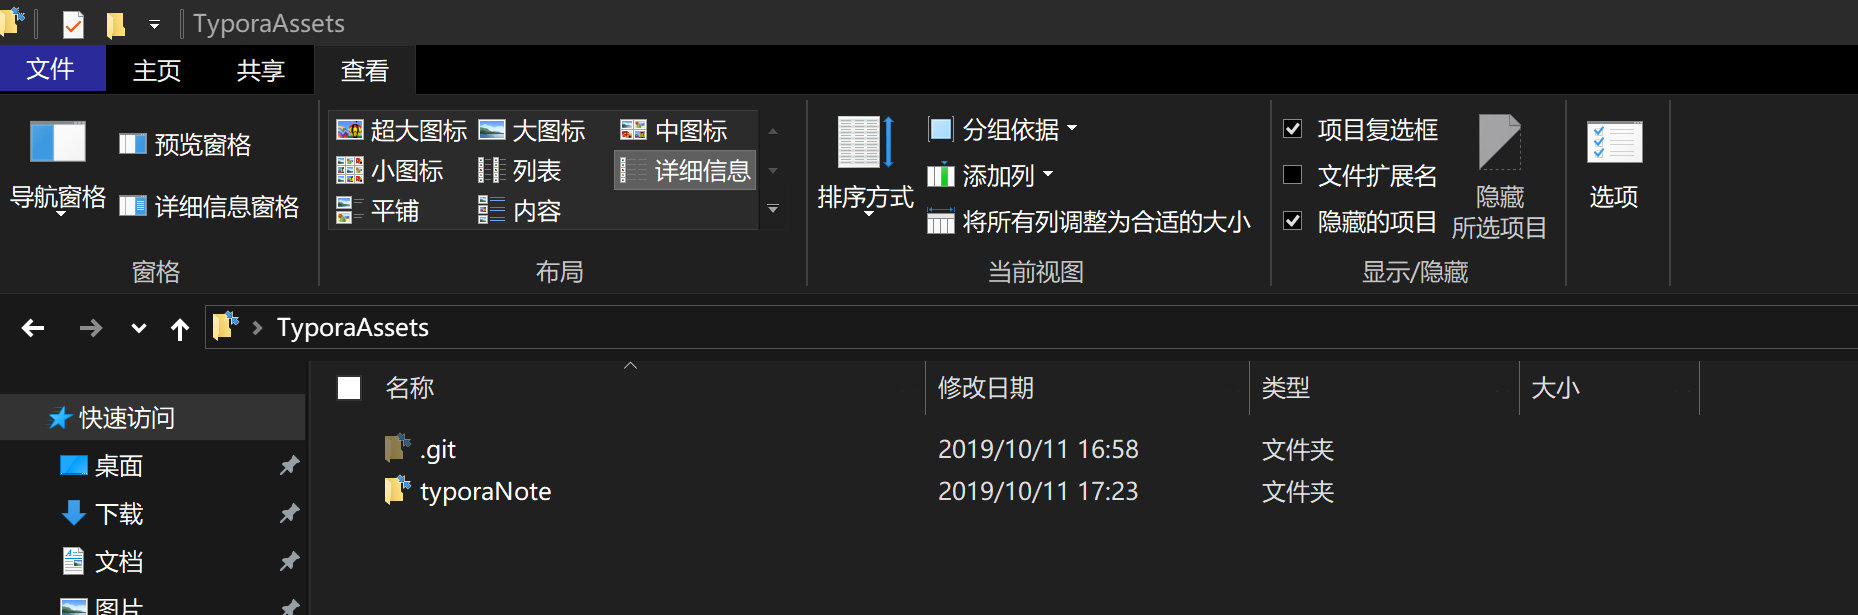 TyporaAssets
文件 主页 共享 查看
导航窗格
预览窗格
详细信息窗格
窗格
超大图标 大图标 中图标
小图标 列表 详细信息
平铺 内容
布局
排序方式
分组依据
添加列
将所有列调整为合适的大小
当前视图
项目复选框
文件扩展名
隐藏的项目
隐藏
所选项目
显示/隐藏
选项
TyporaAssets
快速访问
桌面
下载
文档
图片
名称 修改日期 类型 大小
.git 2019/10/11 16:58 文件夹
typoraNote 2019/10/11 17:23 文件夹